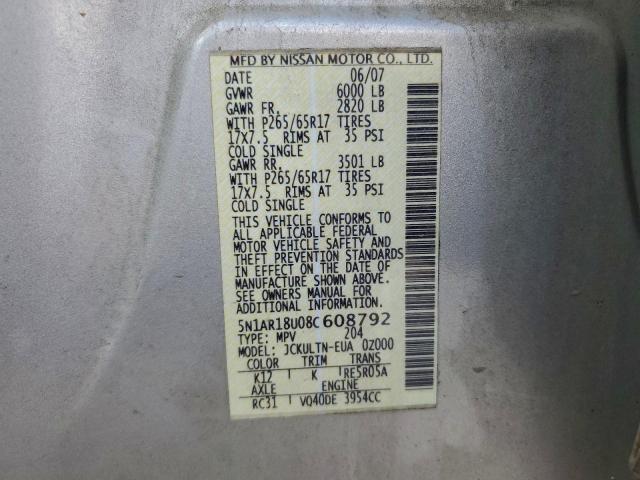 MFD BY NISSAN MOTOR CO., LTD.
DATE 06/07
GVWR 6000 LB
GAWR FR. 2820 LB
WITH P265/65R17 TIRES
17X7.5 RIMS AT 35 PSI
COLD SINGLE
GAWR RR. 3501 LB
WITH P265/65R17 TIRES
17X7.5 RIMS AT 35 PSI
COLD SINGLE
THIS VEHICLE CONFORMS TO
ALL APPLICABLE FEDERAL
MOTOR VEHICLE SAFETY AND
THEFT PREVENTION STANDARDS
IN EFFECT ON THE DATE OF
MANUFACTURE SHOWN ABOVE.
SEE OWNERS MANUAL FOR
ADDITIONAL INFORMATION.
5N1AR18U08C608792
TYPE: MPV 204
MODEL: JCKULTN-EUA 0Z000
COLOR TRIM TRANS
K12 K RE5R05A
AXLE ENGINE
RC31 VQ40DE 3954CC